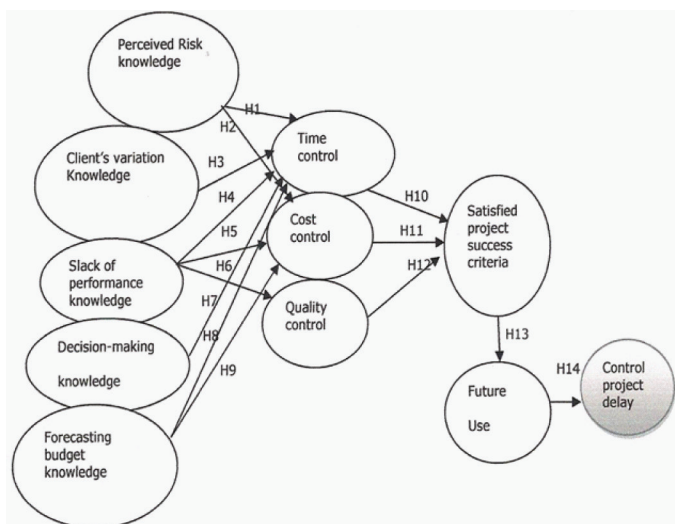 Perceived Risk
knowledge
H1
H2
Time
control
Client's variation
Knowledge
H3
H4
H10
Satisfied
project
success
criteria
Cost
control
H5
H11
Slack of
performance
knowledge
H6
H12
Quality
control
H7
H8
H9
Decision-making
knowledge
H13
Future
Use
H14
Control
project
delay
Forecasting
budget
knowledge